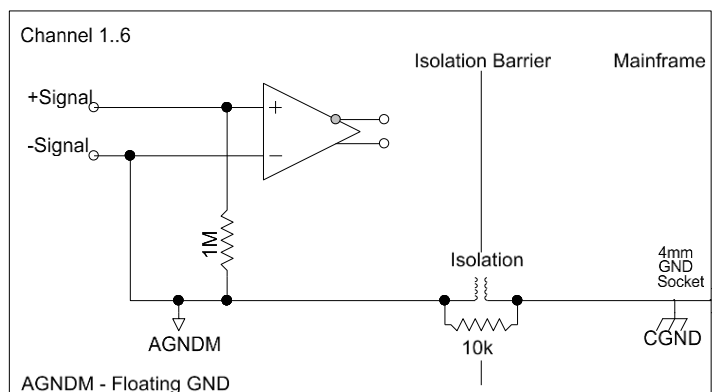 Channel 1..6
Isolation Barrier
Mainframe
+Signal
+
-Signal
−
1M
Isolation
4mm
GND
Socket
AGNDM
10k
CGND
AGNDM - Floating GND